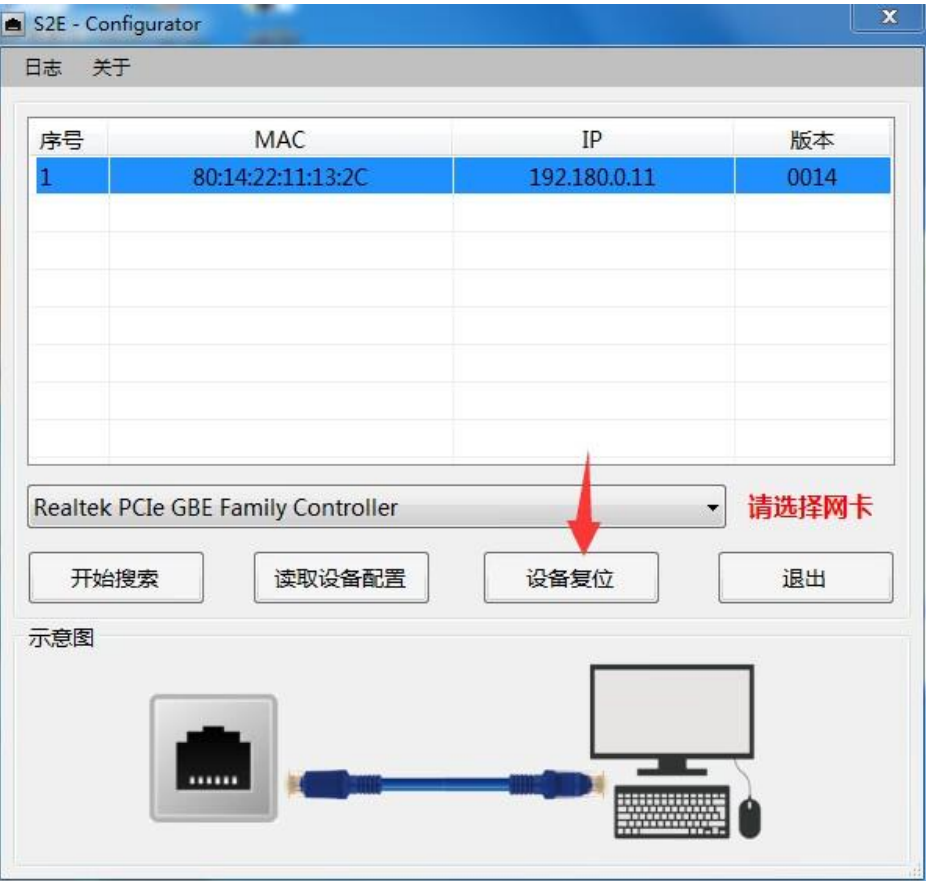 S2E - Configurator
日志 关于
序号 MAC IP 版本
1 80:14:22:11:13:2C 192.180.0.11 0014
Realtek PCIe GBE Family Controller 请选择网卡
开始搜索 读取设备配置 设备复位 退出
示意图